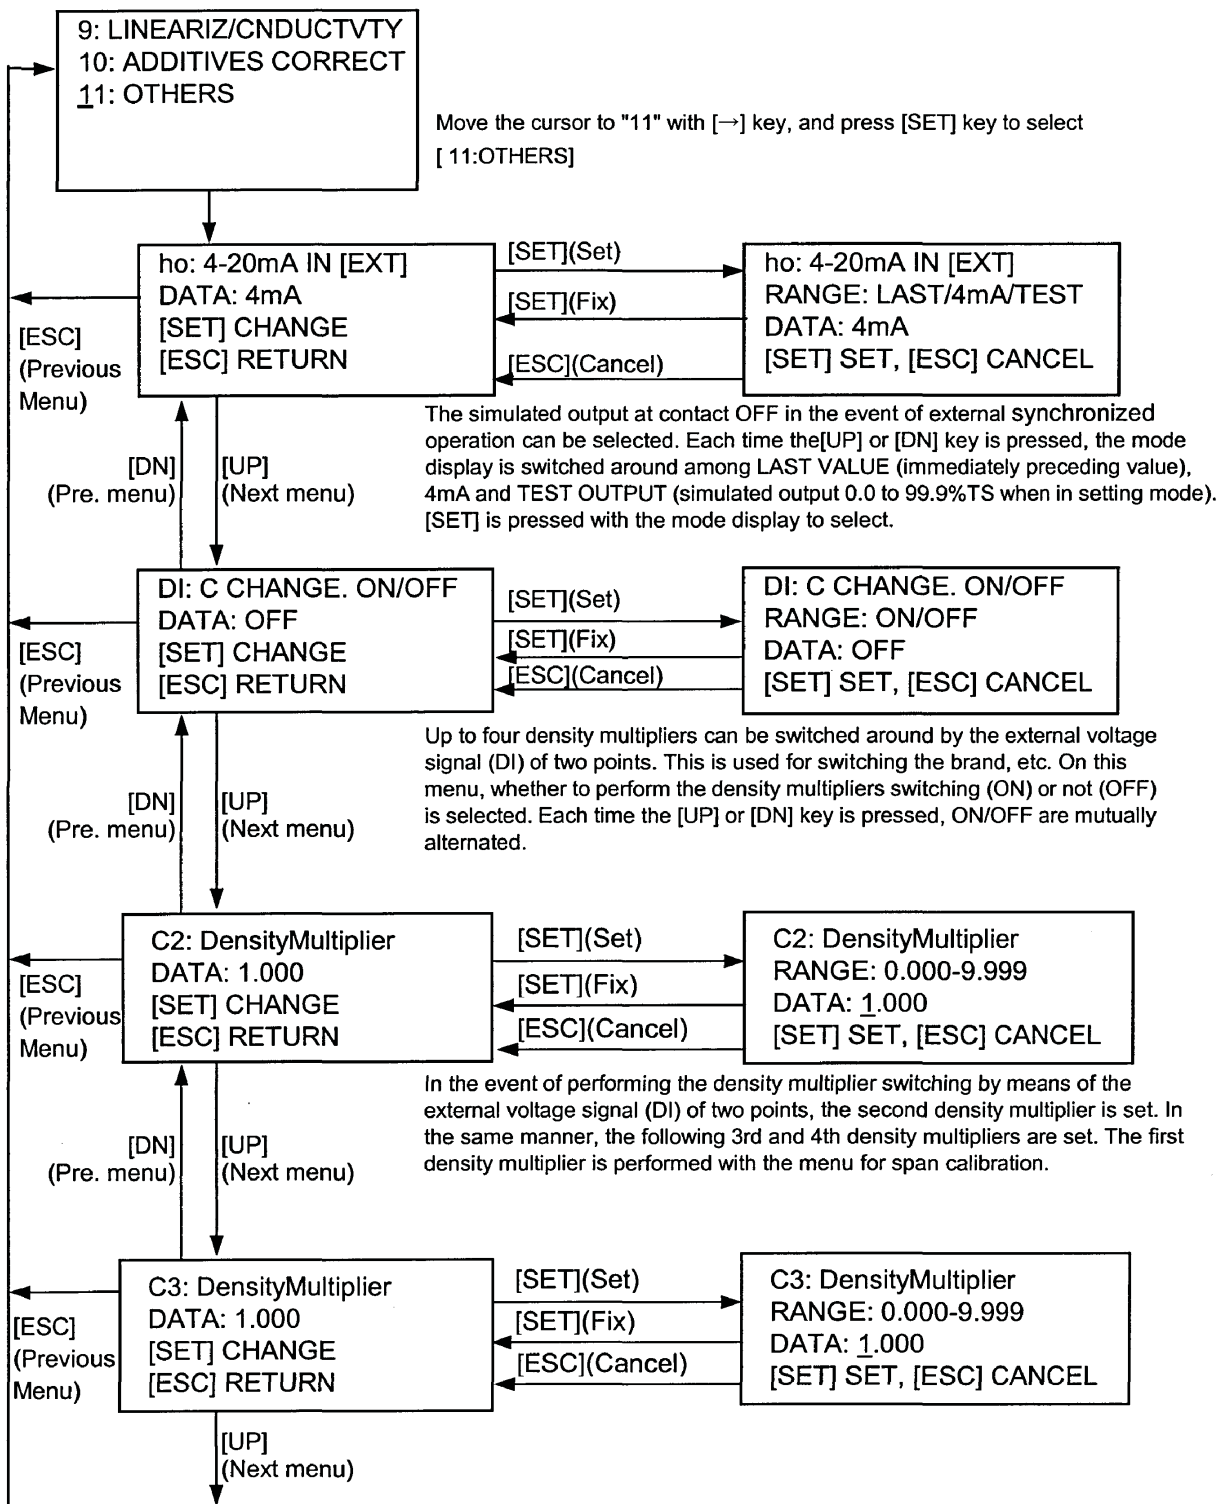 9: LINEARIZ/CNDUCTVTY
10: ADDITIVES CORRECT
11: OTHERS
Move the cursor to "11" with [→] key, and press [SET] key to select
[ 11:OTHERS]
ho: 4-20mA IN [EXT]
DATA: 4mA
[SET] CHANGE
[ESC] RETURN
[SET](Set)
[SET](Fix)
[ESC](Cancel)
ho: 4-20mA IN [EXT]
RANGE: LAST/4mA/TEST
DATA: 4mA
[SET] SET, [ESC] CANCEL
[ESC]
(Previous
Menu)
The simulated output at contact OFF in the event of external synchronized
operation can be selected. Each time the[UP] or [DN] key is pressed, the mode
display is switched around among LAST VALUE (immediately preceding value),
4mA and TEST OUTPUT (simulated output 0.0 to 99.9%TS when in setting mode).
[SET] is pressed with the mode display to select.
[DN]
(Pre. menu)
[UP]
(Next menu)
DI: C CHANGE. ON/OFF
DATA: OFF
[SET] CHANGE
[ESC] RETURN
[SET](Set)
[SET](Fix)
[ESC](Cancel)
DI: C CHANGE. ON/OFF
RANGE: ON/OFF
DATA: OFF
[SET] SET, [ESC] CANCEL
[ESC]
(Previous
Menu)
Up to four density multipliers can be switched around by the external voltage
signal (DI) of two points. This is used for switching the brand, etc. On this
menu, whether to perform the density multipliers switching (ON) or not (OFF)
is selected. Each time the [UP] or [DN] key is pressed, ON/OFF are mutually
alternated.
[DN]
(Pre. menu)
[UP]
(Next menu)
C2: DensityMultiplier
DATA: 1.000
[SET] CHANGE
[ESC] RETURN
[SET](Set)
[SET](Fix)
[ESC](Cancel)
C2: DensityMultiplier
RANGE: 0.000-9.999
DATA: 1.000
[SET] SET, [ESC] CANCEL
[ESC]
(Previous
Menu)
In the event of performing the density multiplier switching by means of the
external voltage signal (DI) of two points, the second density multiplier is set. In
the same manner, the following 3rd and 4th density multipliers are set. The first
density multiplier is performed with the menu for span calibration.
[DN]
(Pre. menu)
[UP]
(Next menu)
C3: DensityMultiplier
DATA: 1.000
[SET] CHANGE
[ESC] RETURN
[SET](Set)
[SET](Fix)
[ESC](Cancel)
C3: DensityMultiplier
RANGE: 0.000-9.999
DATA: 1.000
[SET] SET, [ESC] CANCEL
[ESC]
(Previous
Menu)
[UP]
(Next menu)